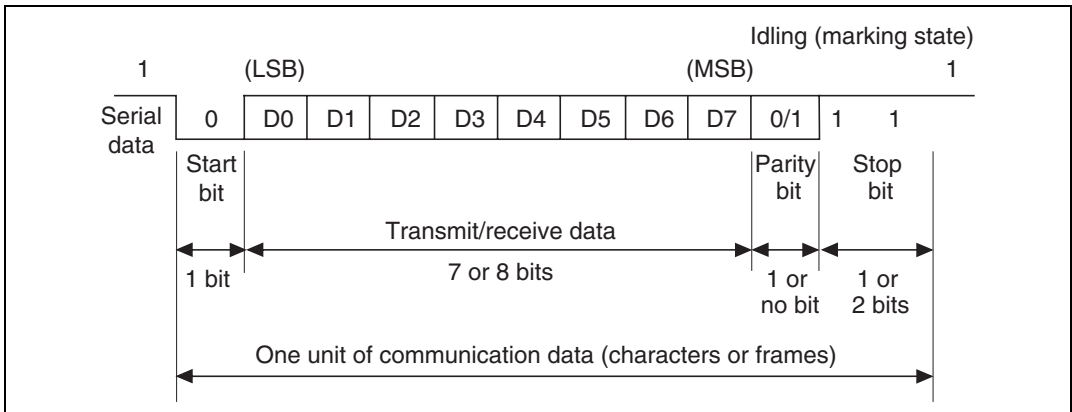 Idling (marking state)
1 (LSB) (MSB) 1
Serial data 0 D0 D1 D2 D3 D4 D5 D6 D7 0/1 1 1
Start bit
Parity bit
Stop bit
Transmit/receive data
1 bit
7 or 8 bits
1 or no bit
1 or 2 bits
One unit of communication data (characters or frames)